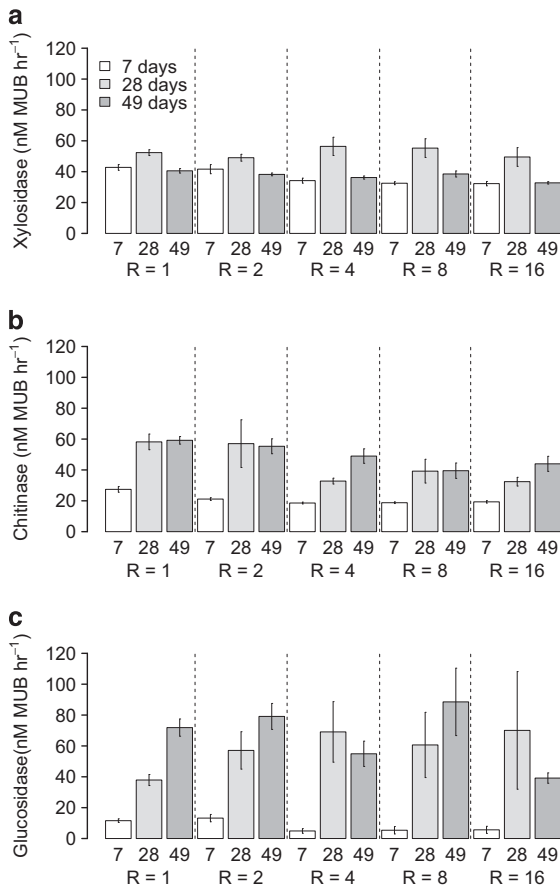 a
Xylosidase (nM MUB hr⁻¹)
120
100
80
60
40
20
0
7 days
28 days
49 days
7 28 49 7 28 49 7 28 49 7 28 49 7 28 49
R = 1 R = 2 R = 4 R = 8 R = 16
b
Chitinase (nM MUB hr⁻¹)
120
100
80
60
40
20
0
7 28 49 7 28 49 7 28 49 7 28 49 7 28 49
R = 1 R = 2 R = 4 R = 8 R = 16
c
Glucosidase(nM MUB hr⁻¹)
120
100
80
60
40
20
0
7 28 49 7 28 49 7 28 49 7 28 49 7 28 49
R = 1 R = 2 R = 4 R = 8 R = 16